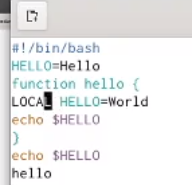 #!/bin/bash
HELLO=Hello
function hello {
LOCAL HELLO=World
echo $HELLO
}
echo $HELLO
hello